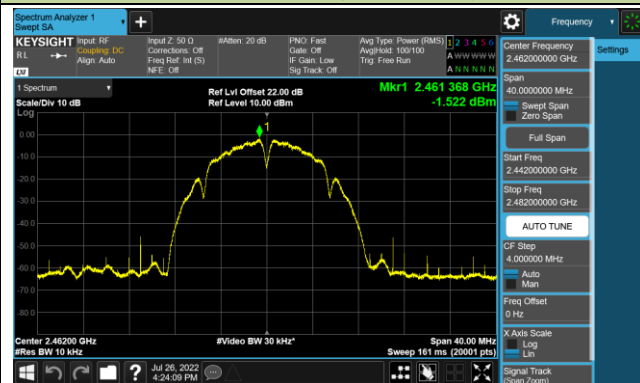 Spectrum Analyzer 1
Swept SA
Frequency
KEYSIGHT
RL
LXI
Input: RF
Coupling: DC
Align: Auto
Input Z: 50 Ω
Corrections: Off
Freq Ref: Int (S)
NFE: Off
#Atten: 20 dB
PNO: Fast
Gate: Off
IF Gain: Low
Sig Track: Off
Avg Type: Power (RMS)
Avg|Hold: 100/100
Trig: Free Run
1 2 3 4 5 6
A W W W W W
A N N N N N
Center Frequency
2.462000000 GHz
Settings
Span
40.0000000 MHz
Swept Span
Zero Span
Full Span
Start Freq
2.442000000 GHz
Stop Freq
2.482000000 GHz
AUTO TUNE
CF Step
4.000000 MHz
Auto
Man
Freq Offset
0 Hz
X Axis Scale
Log
Lin
Signal Track
(Span Zoom)
1 Spectrum
Scale/Div 10 dB
Log
Ref Lvl Offset 22.00 dB
Ref Level 10.00 dBm
Mkr1 2.461 368 GHz
-1.522 dBm
1
0.00
-10.0
-20.0
-30.0
-40.0
-50.0
-60.0
-70.0
-80.0
Center 2.46200 GHz
#Res BW 10 kHz
#Video BW 30 kHz*
Span 40.00 MHz
Sweep 161 ms (20001 pts)
Jul 26, 2022
4:24:09 PM